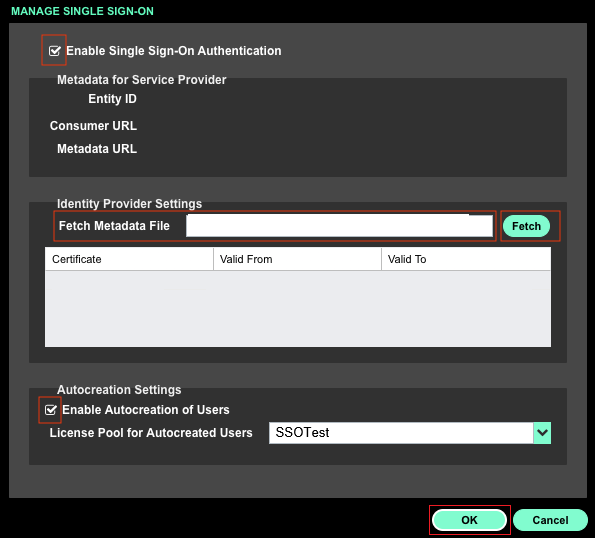 MANAGE SINGLE SIGN-ON
Enable Single Sign-On Authentication
Metadata for Service Provider
Entity ID
Consumer URL
Metadata URL
Identity Provider Settings
Fetch Metadata File Fetch
Certificate Valid From Valid To
Autocreation Settings
Enable Autocreation of Users
License Pool for Autocreated Users SSOTest
OK Cancel